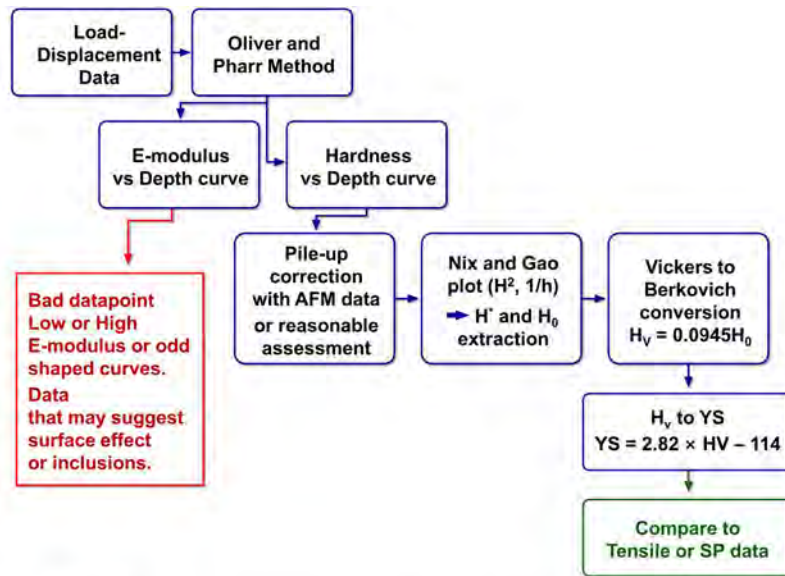 Load-
Displacement
Data
Oliver and
Pharr Method
E-modulus
vs Depth curve
Hardness
vs Depth curve
Bad datapoint
Low or High
E-modulus or odd
shaped curves.
Data
that may suggest
surface effect
or inclusions.
Pile-up
correction
with AFM data
or reasonable
assessment
Nix and Gao
plot (H², 1/h)
➡ H* and H₀
extraction
Vickers to
Berkovich
conversion
Hᵥ = 0.0945H₀
Hᵥ to YS
YS = 2.82 × HV – 114
Compare to
Tensile or SP data